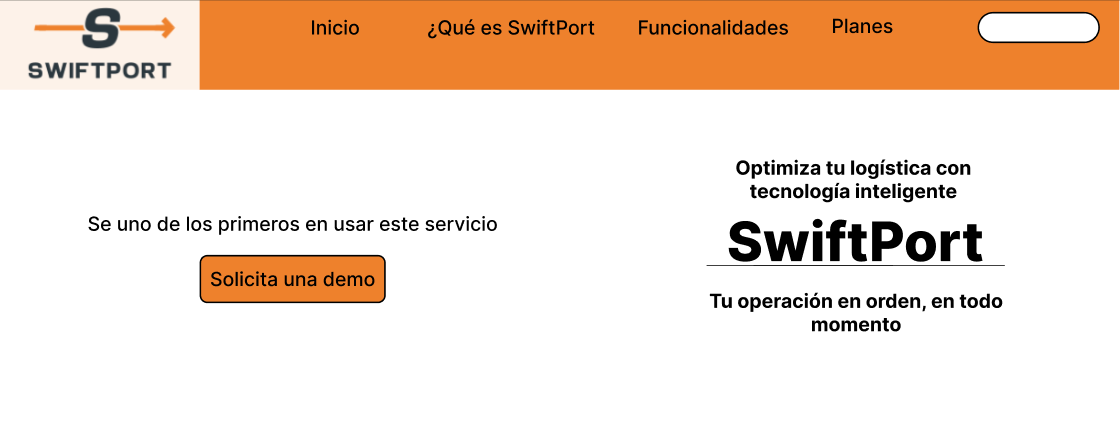 SWIFTPORT
Inicio
¿Qué es SwiftPort
Funcionalidades
Planes
Se uno de los primeros en usar este servicio
Solicita una demo
Optimiza tu logística con
tecnología inteligente
SwiftPort
Tu operación en orden, en todo
momento